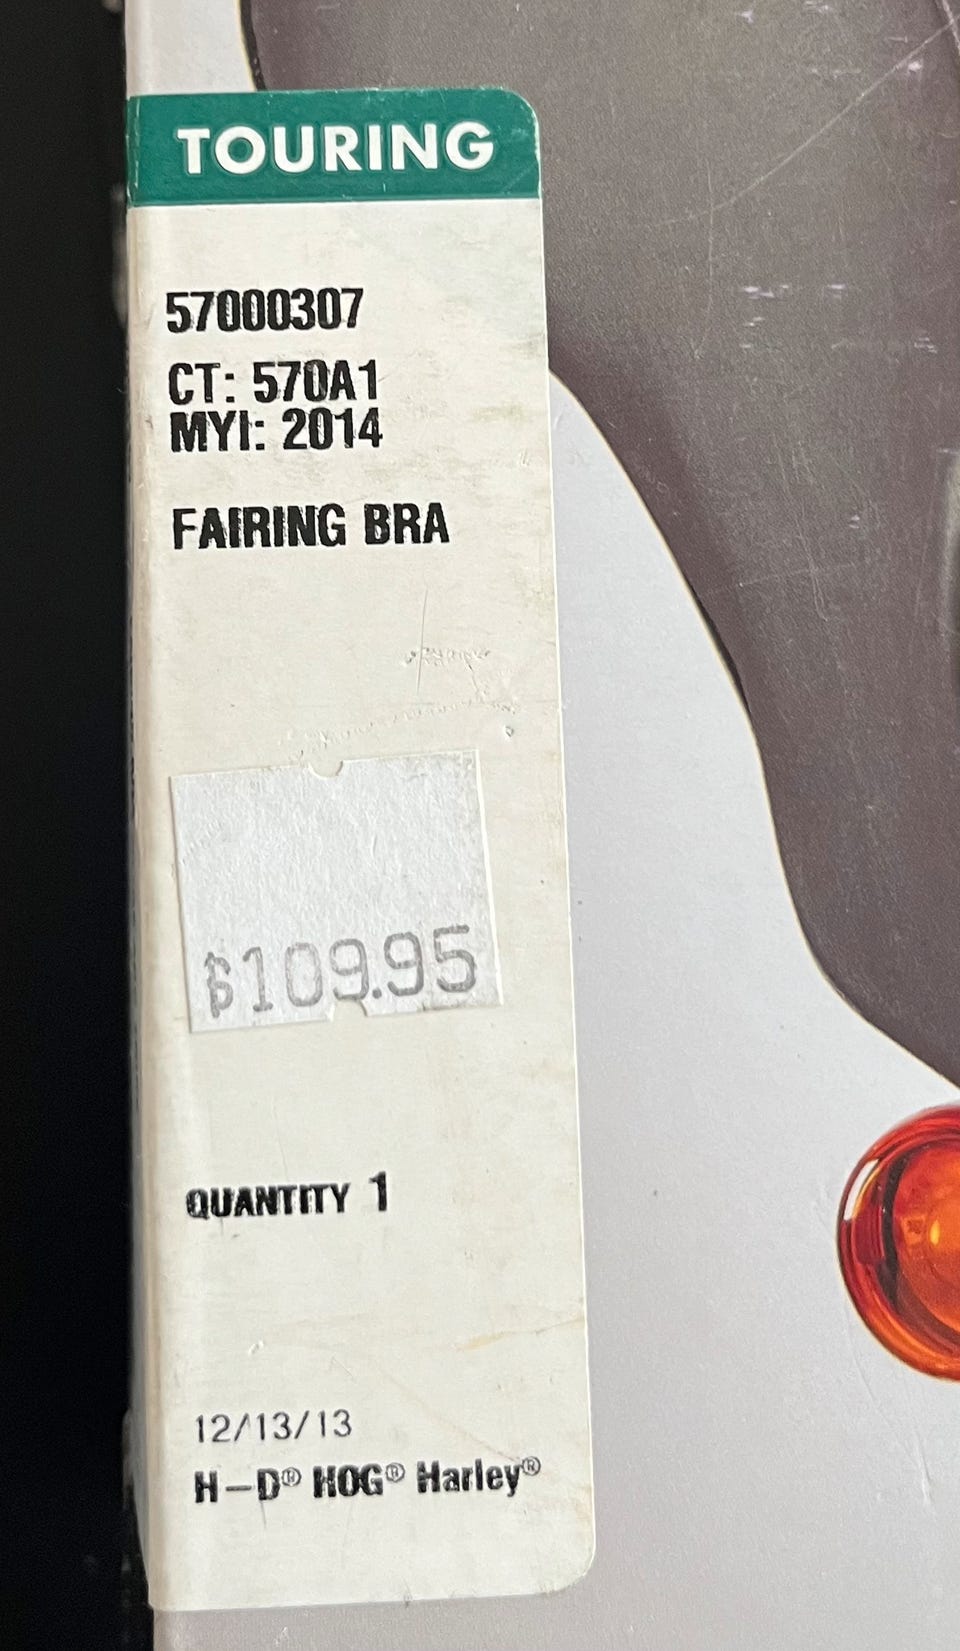 TOURING
57000307
CT: 570A1
MYI: 2014
FAIRING BRA
$109.95
QUANTITY 1
12/13/13
H-D® HOG® Harley®